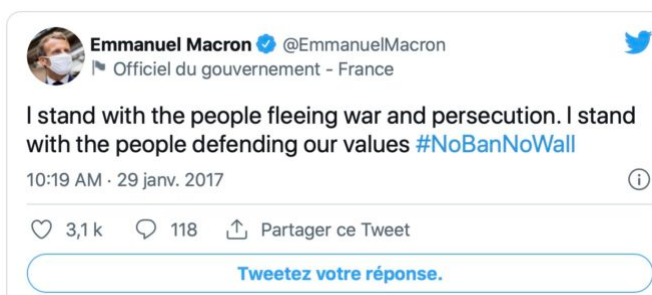 Emmanuel Macron @EmmanuelMacron
Officiel du gouvernement - France
I stand with the people fleeing war and persecution. I stand
with the people defending our values #NoBanNoWall
10:19 AM · 29 janv. 2017
3,1 k 118 Partager ce Tweet
Tweetez votre réponse.